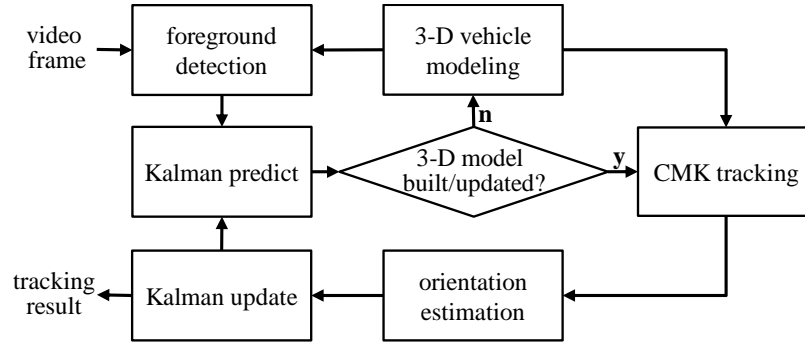 video
frame
foreground
detection
3-D vehicle
modeling
n
Kalman predict
3-D model
built/updated?
y
CMK tracking
tracking
result
Kalman update
orientation
estimation